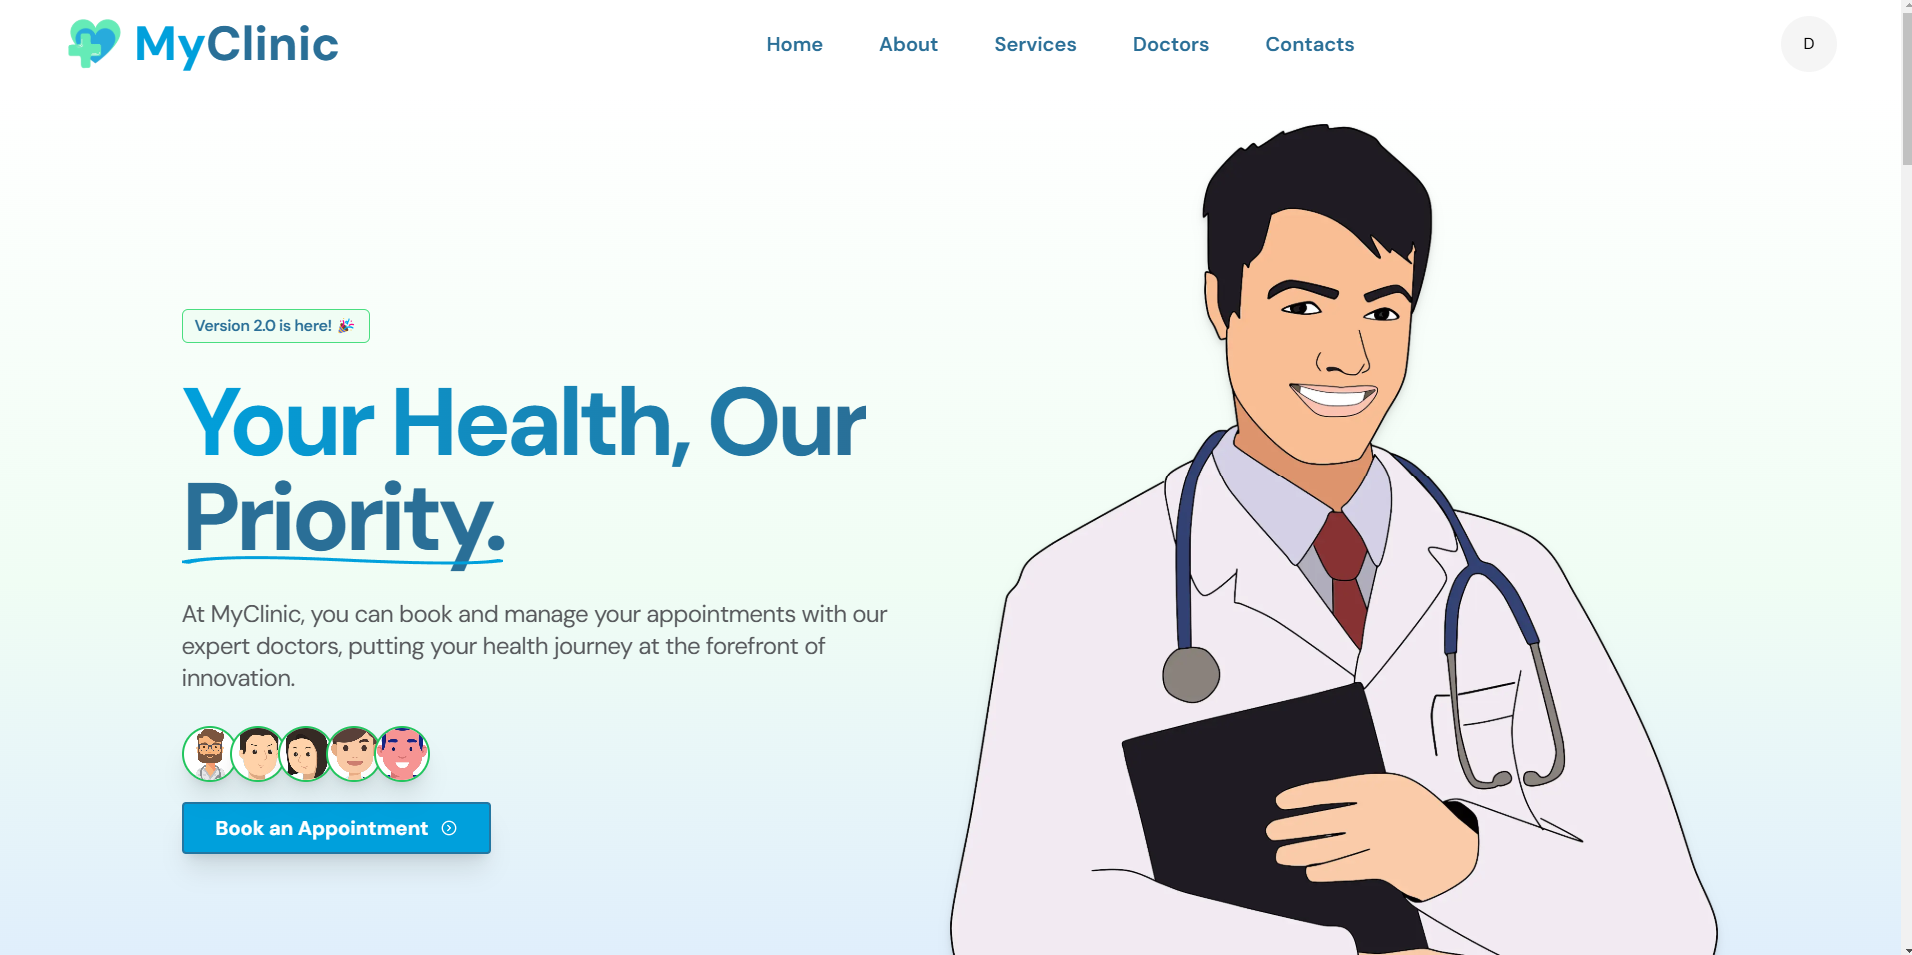 MyClinic
Home About Services Doctors Contacts
D
Version 2.0 is here! 🎉
Your Health, Our
Priority.
At MyClinic, you can book and manage your appointments with our
expert doctors, putting your health journey at the forefront of
innovation.
Book an Appointment